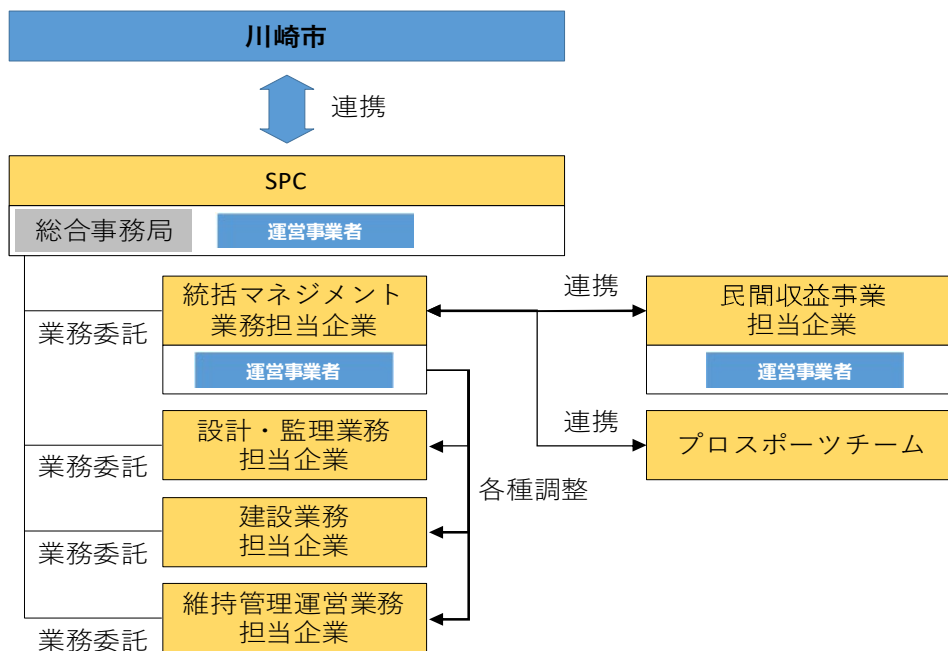 川崎市
連携
SPC
総合事務局
運営事業者
統括マネジメント
業務担当企業
運営事業者
連携
民間収益事業
担当企業
運営事業者
業務委託
設計・監理業務
担当企業
連携
プロスポーツチーム
業務委託
各種調整
建設業務
担当企業
業務委託
維持管理運営業務
担当企業
業務委託